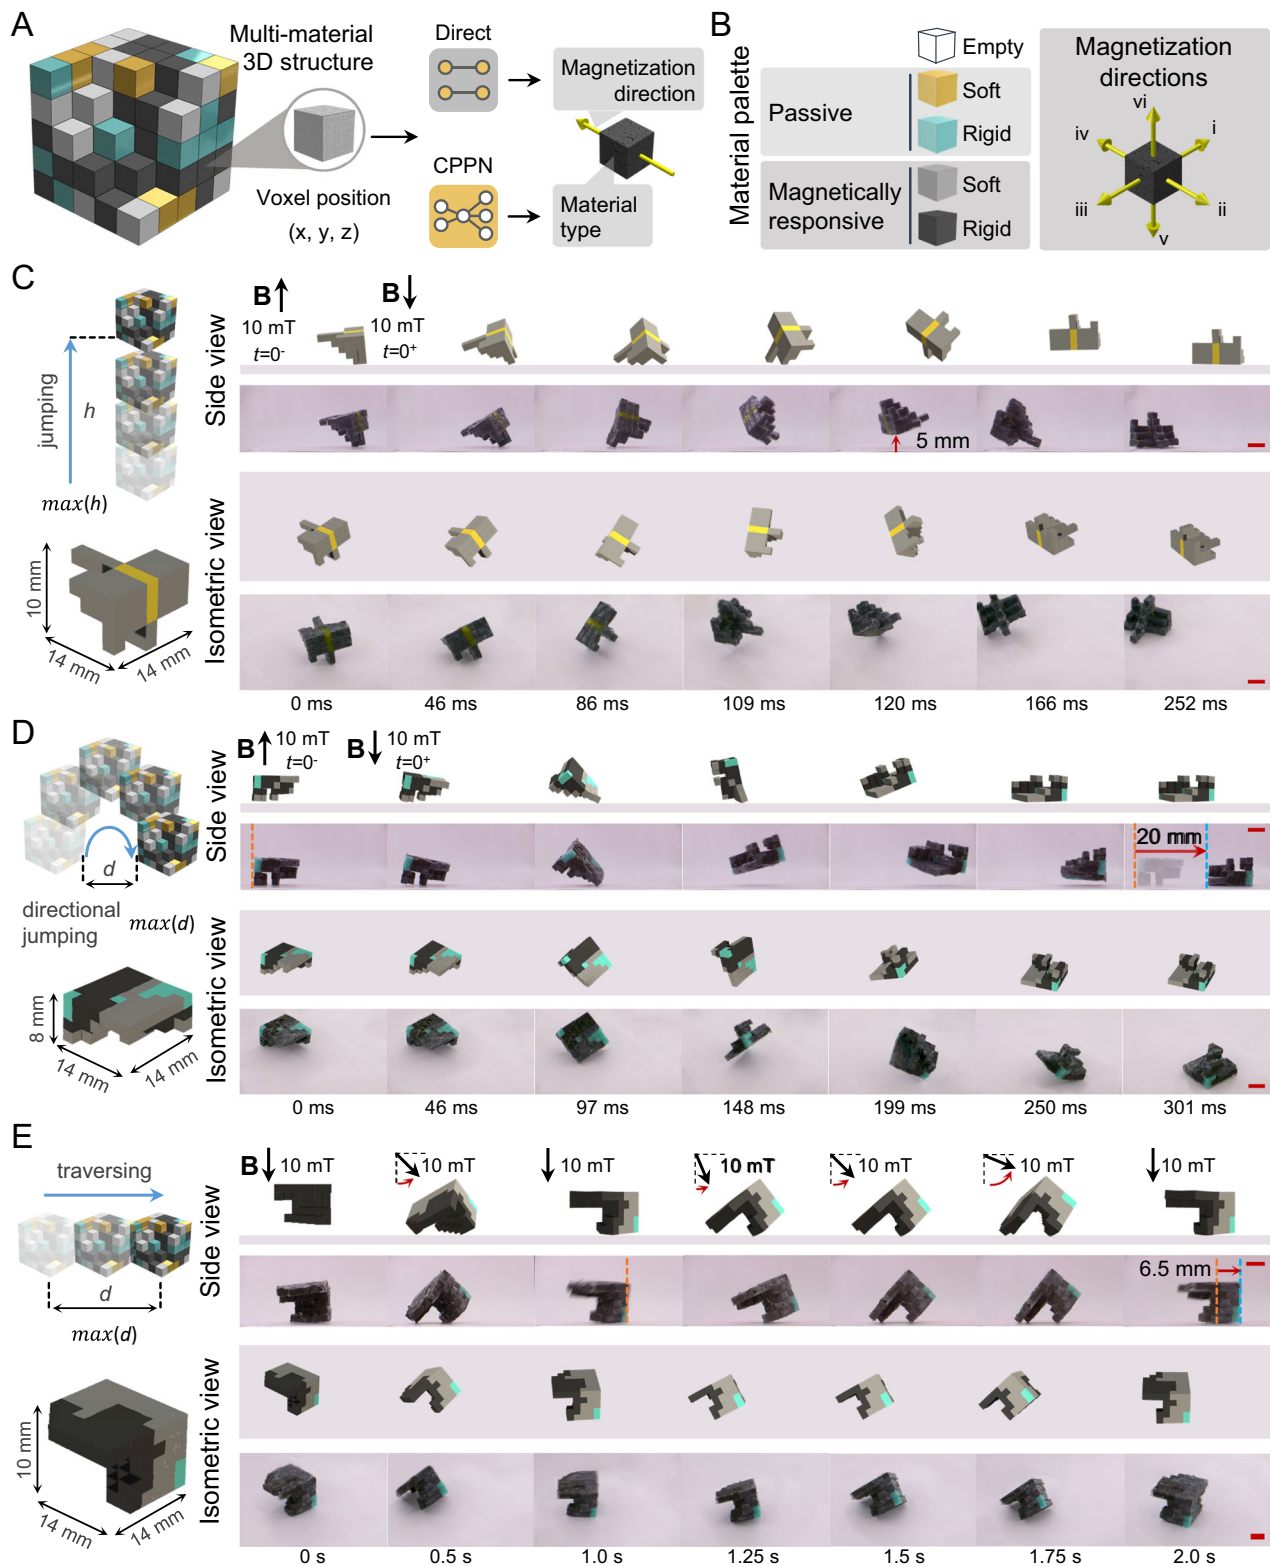 A
Multi-material
3D structure
Voxel position
(x, y, z)
Direct
CPPN
Magnetization
direction
Material
type
B
Material palette
Empty
Passive
Soft
Rigid
Magnetically
responsive
Soft
Rigid
Magnetization
directions
vi
i
iv
iii
ii
v
C
jumping
h
max(h)
10 mm
14 mm
14 mm
Side view
B
10 mT
t=0-
B
10 mT
t=0+
5 mm
Isometric view
0 ms
46 ms
86 ms
109 ms
120 ms
166 ms
252 ms
D
d
directional
jumping
max(d)
8 mm
14 mm
14 mm
Side view
B
10 mT
t=0-
B
10 mT
t=0+
20 mm
Isometric view
0 ms
46 ms
97 ms
148 ms
199 ms
250 ms
301 ms
E
traversing
d
max(d)
10 mm
14 mm
14 mm
Side view
B
10 mT
10 mT
10 mT
10 mT
10 mT
10 mT
10 mT
6.5 mm
Isometric view
0 s
0.5 s
1.0 s
1.25 s
1.5 s
1.75 s
2.0 s